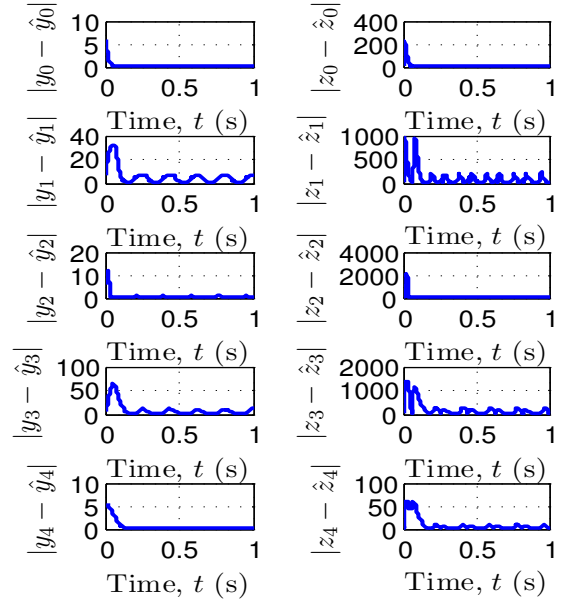 |y₀ − ŷ₀|
10
5
0
0 0.5 1
Time, t (s)
|z₀ − ẑ₀|
400
200
0
0 0.5 1
Time, t (s)
|y₁ − ŷ₁|
40
20
0
0 0.5 1
Time, t (s)
|z₁ − ẑ₁|
1000
500
0
0 0.5 1
Time, t (s)
|y₂ − ŷ₂|
20
10
0
0 0.5 1
Time, t (s)
|z₂ − ẑ₂|
4000
2000
0
0 0.5 1
Time, t (s)
|y₃ − ŷ₃|
100
50
0
0 0.5 1
Time, t (s)
|z₃ − ẑ₃|
2000
1000
0
0 0.5 1
Time, t (s)
|y₄ − ŷ₄|
10
5
0
0 0.5 1
Time, t (s)
|z₄ − ẑ₄|
100
50
0
0 0.5 1
Time, t (s)